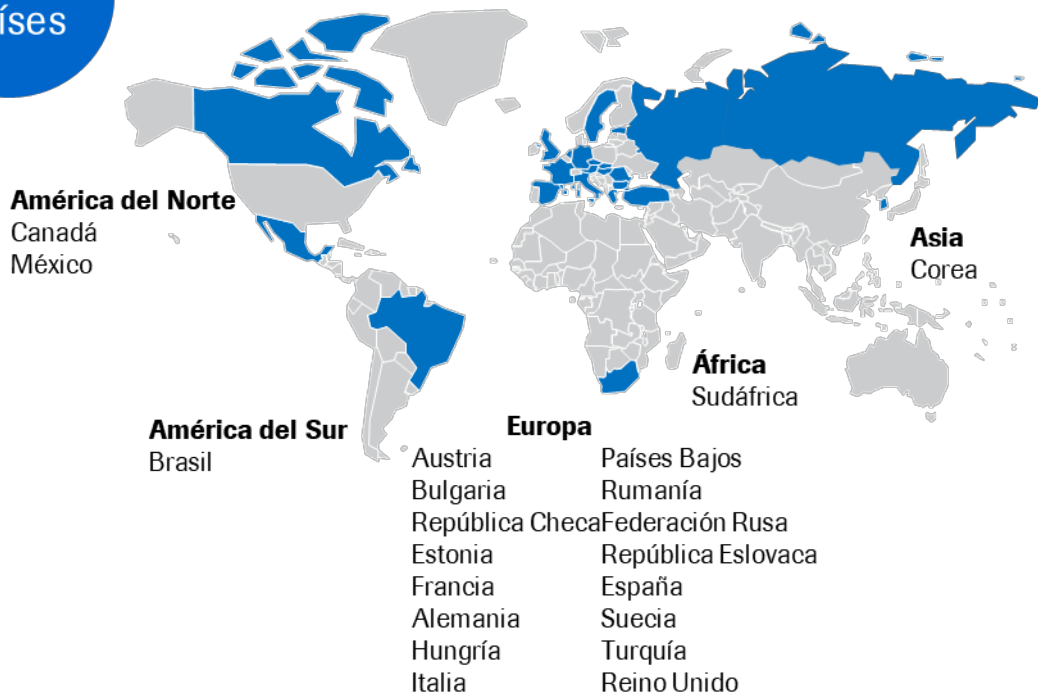 íses
América del Norte
Canadá
México
Asia
Corea
África
Sudáfrica
América del Sur
Brasil
Europa
Austria
Bulgaria
República Checa
Estonia
Francia
Alemania
Hungría
Italia
Países Bajos
Rumanía
Federación Rusa
República Eslovaca
España
Suecia
Turquía
Reino Unido